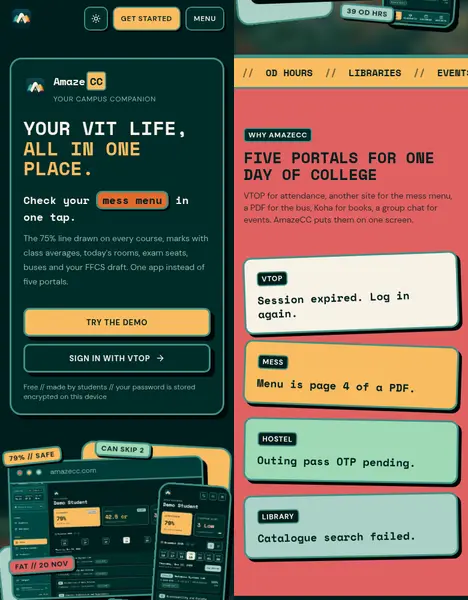 GET STARTED
MENU
Amaze CC
YOUR CAMPUS COMPANION
YOUR VIT LIFE,
ALL IN ONE
PLACE.
Check your mess menu in
one tap.
The 75% line drawn on every course, marks with
class averages, today's rooms, exam seats,
buses and your FFCS draft. One app instead of
five portals.
TRY THE DEMO
SIGN IN WITH VTOP →
Free // made by students // your password is stored
encrypted on this device
79% // SAFE
CAN SKIP 2
amazecc.com
Demo Student
79%
Demo Student
79%
FAT // 20 NOV
39 OD HRS
// OD HOURS // LIBRARIES // EVENTS
WHY AMAZECC
FIVE PORTALS FOR ONE
DAY OF COLLEGE
VTOP for attendance, another site for the mess menu,
a PDF for the bus, Koha for books, a group chat for
events. AmazeCC puts them on one screen.
VTOP
Session expired. Log in
again.
MESS
Menu is page 4 of a PDF.
HOSTEL
Outing pass OTP pending.
LIBRARY
Catalogue search failed.